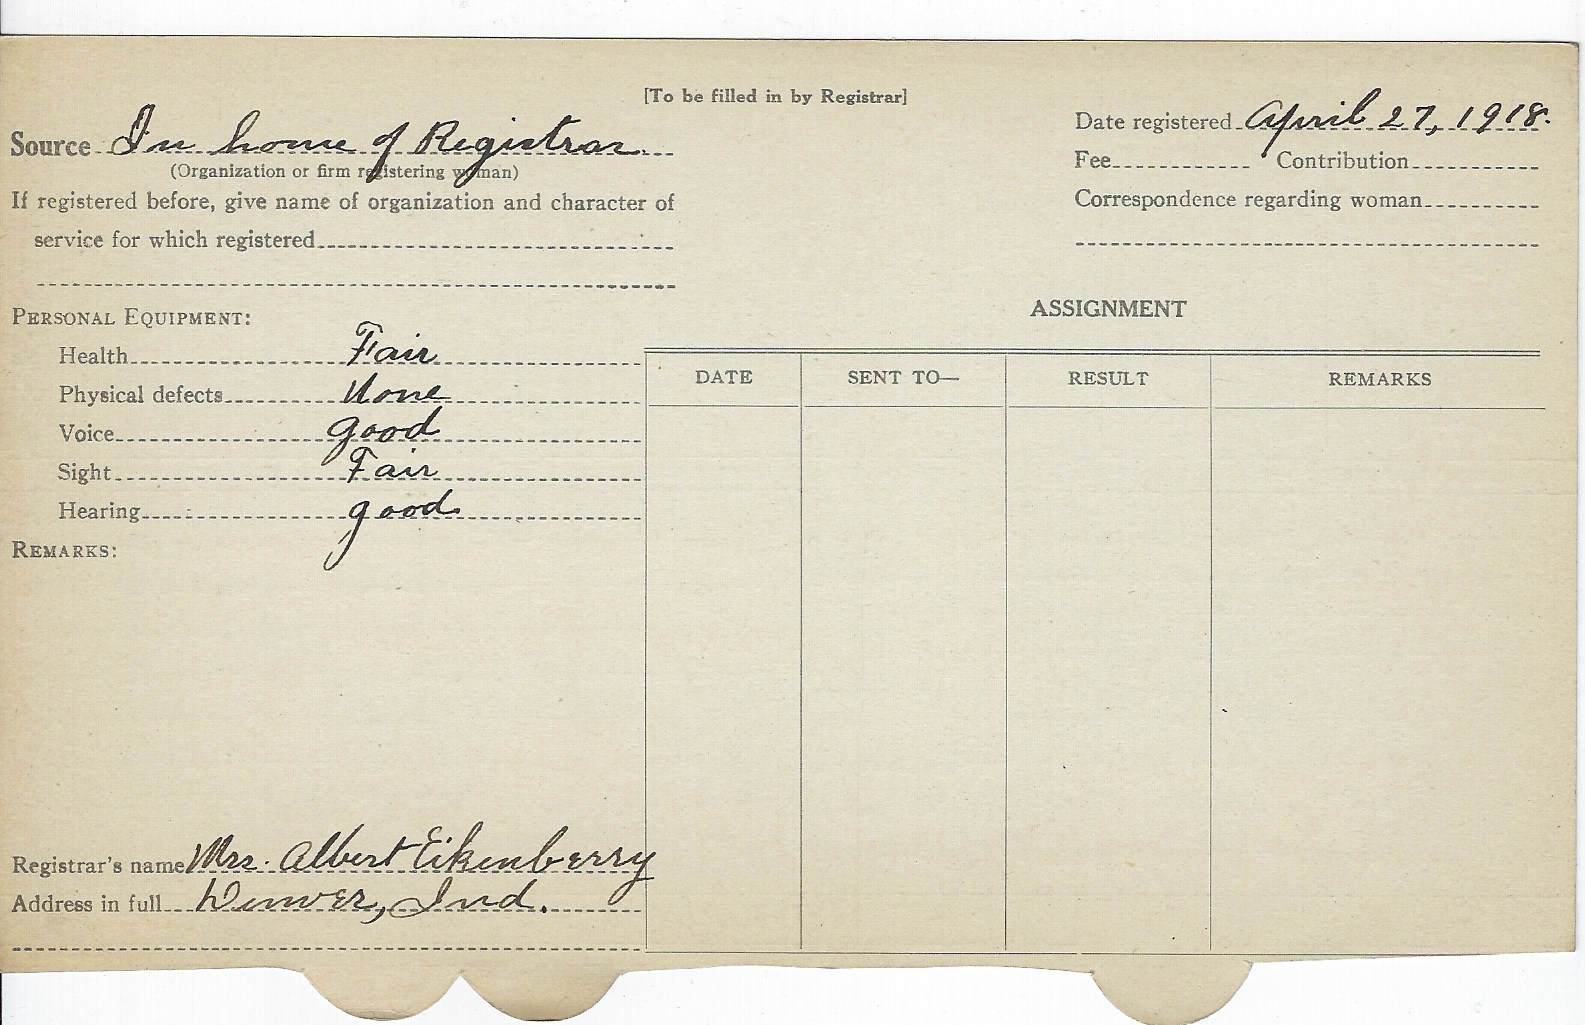 [To be filled in by Registrar]
Source In home of Registrar
(Organization or firm registering woman)
If registered before, give name of organization and character of
service for which registered
Date registered April 27, 1918.
Fee Contribution
Correspondence regarding woman
PERSONAL EQUIPMENT:
Health Fair
Physical defects None
Voice good
Sight Fair
Hearing good
REMARKS:
ASSIGNMENT
DATE SENT TO— RESULT REMARKS
Registrar's name Mrs. Albert Eikenberry
Address in full Denver, Ind.